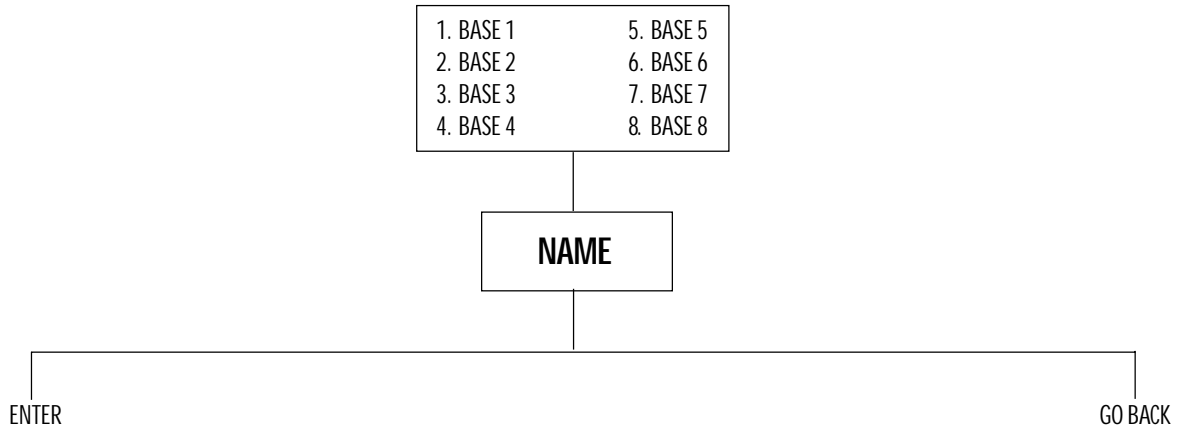 1. BASE 1 5. BASE 5
2. BASE 2 6. BASE 6
3. BASE 3 7. BASE 7
4. BASE 4 8. BASE 8
NAME
ENTER GO BACK